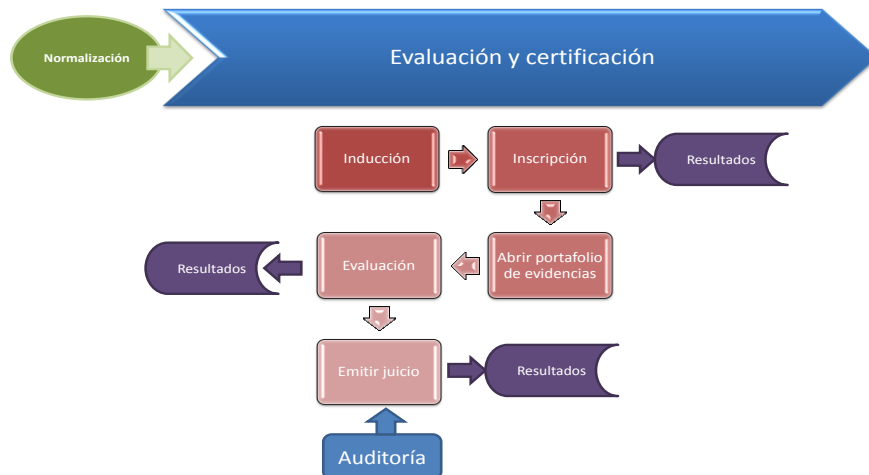 Normalización
Evaluación y certificación
Inducción
Inscripción
Resultados
Resultados
Evaluación
Abrir portafolio
de evidencias
Emitir juicio
Resultados
Auditoría